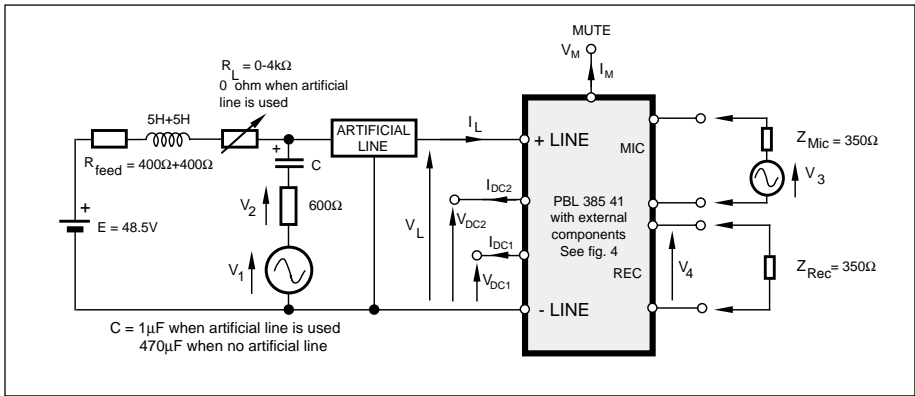 MUTE
V_M
I_M
R_L = 0-4kΩ
0 ohm when artificial
line is used
5H+5H
R_feed = 400Ω+400Ω
+
C
ARTIFICIAL
LINE
I_L
+ LINE
MIC
Z_Mic = 350Ω
V_3
+
E = 48.5V
V_2
600Ω
V_1
V_L
I_DC2
V_DC2
I_DC1
V_DC1
PBL 385 41
with external
components
See fig. 4
REC
V_4
Z_Rec = 350Ω
- LINE
C = 1µF when artificial line is used
470µF when no artificial line